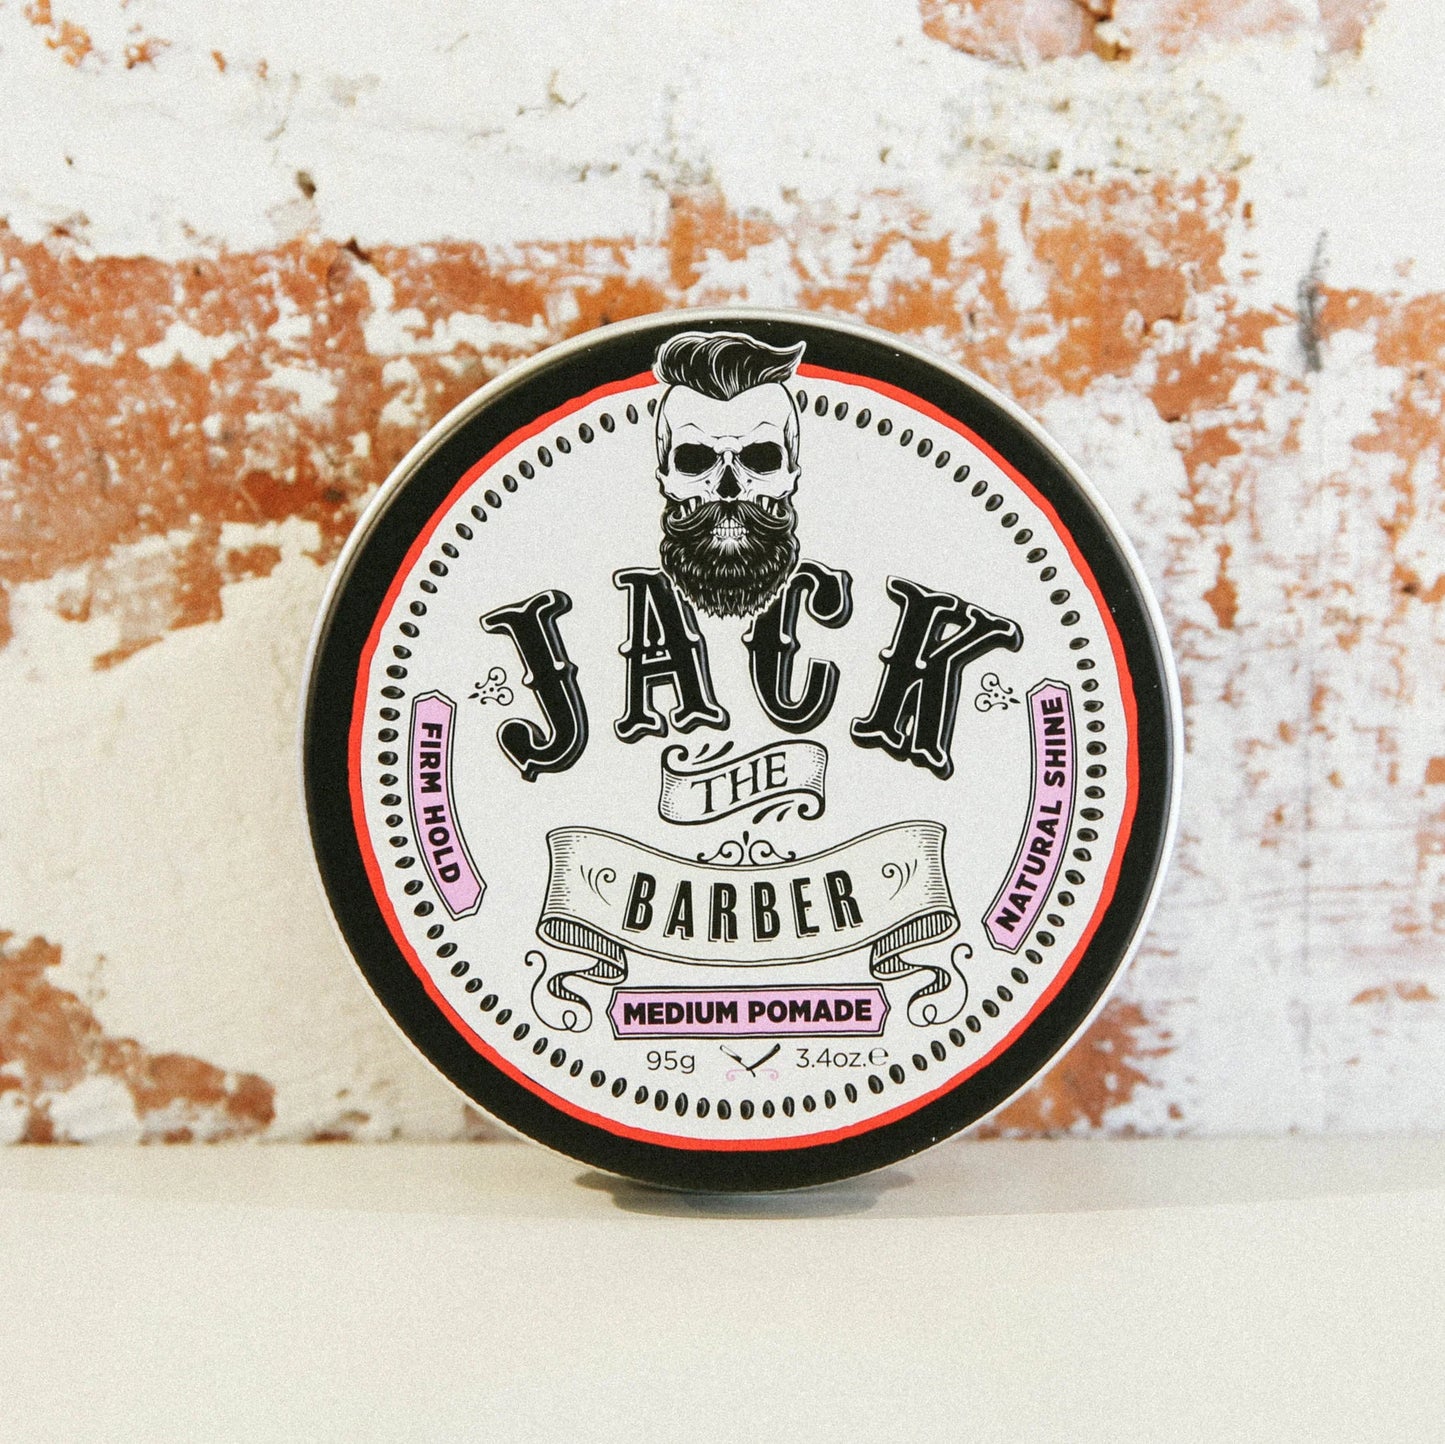 JACK
THE
BARBER
FIRM HOLD
NATURAL SHINE
MEDIUM POMADE
95g 3.4oz.℮